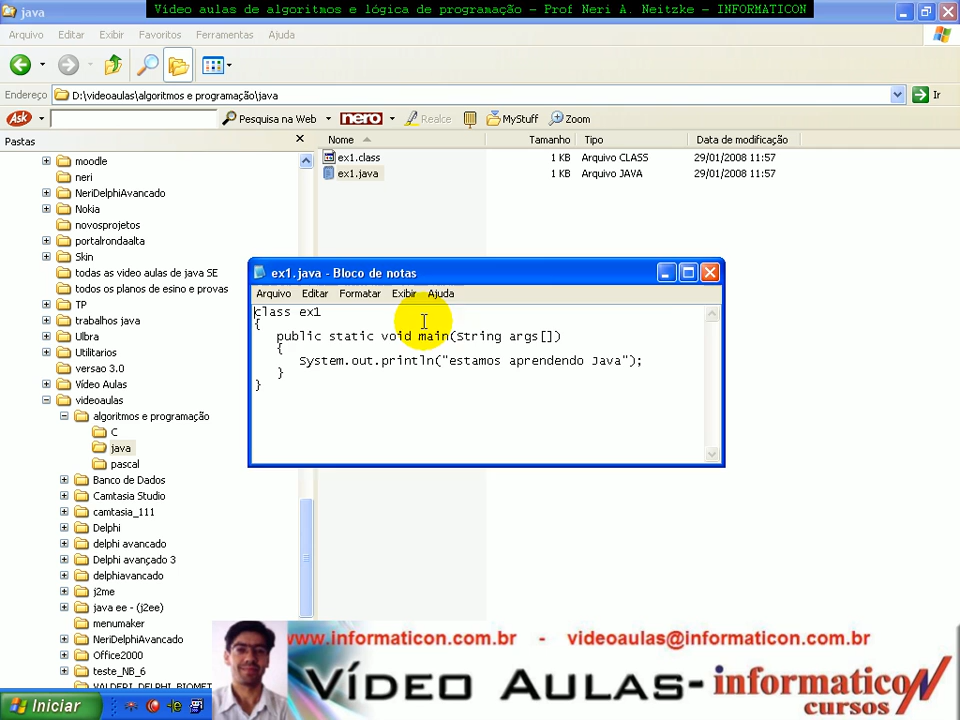 Vídeo aulas de algoritmos e lógica de programação – Prof Neri A. Neitzke – INFORMATICON
java
Arquivo Editar Exibir Favoritos Ferramentas Ajuda
Endereço D:\videoaulas\algoritmos e programação\java Ir
Ask Pesquisa na Web nero Realce MyStuff Zoom
Pastas
Nome Tamanho Tipo Data de modificação
ex1.class 1 KB Arquivo CLASS 29/01/2008 11:57
ex1.java 1 KB Arquivo JAVA 29/01/2008 11:57
moodle
neri
NeriDelphiAvancado
Nokia
novosprojetos
portalrondaalta
Skin
todas as video aulas de java SE
todos os planos de esino e provas
TP
trabalhos java
Ulbra
Utilitarios
versao 3.0
Vídeo Aulas
videoaulas
algoritmos e programação
C
java
pascal
Banco de Dados
Camtasia Studio
camtasia_111
Delphi
delphi avancado
Delphi avançado 3
delphiavancado
j2me
java ee - (j2ee)
menumaker
NeriDelphiAvancado
Office2000
teste_NB_6
VALDERI_DELPHI_BIOMET
ex1.java - Bloco de notas
Arquivo Editar Formatar Exibir Ajuda
class ex1
{
public static void main(String args[])
{
System.out.println("estamos aprendendo Java");
}
}
www.informaticon.com.br - videoaulas@informaticon.com.br
Vídeo Aulas- informaticon
cursos
Iniciar